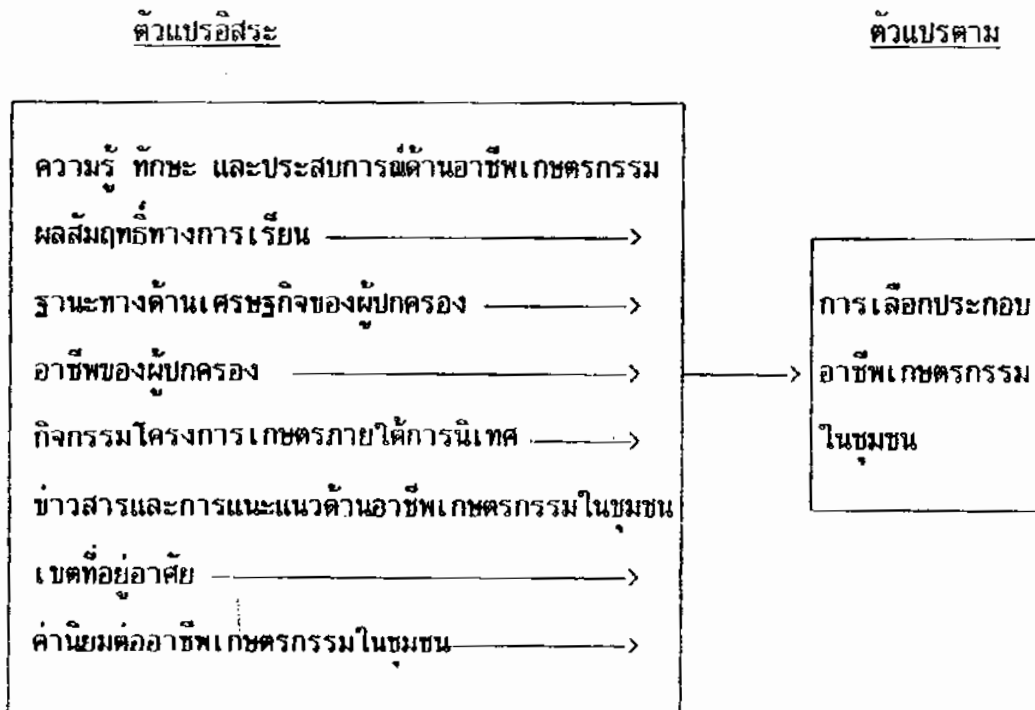 ตัวแปรอิสระ
ตัวแปรตาม
ความรู้ ทักษะ และประสบการณ์ด้านอาชีพเกษตรกรรม
ผลสัมฤทธิ์ทางการเรียน
ฐานะทางด้านเศรษฐกิจของผู้ปกครอง
อาชีพของผู้ปกครอง
กิจกรรมโครงการเกษตรภายใต้การนิเทศ
ข่าวสารและการแนะแนวด้านอาชีพเกษตรกรรมในชุมชน
เขตที่อยู่อาศัย
ค่านิยมต่ออาชีพเกษตรกรรมในชุมชน
การเลือกประกอบ
อาชีพเกษตรกรรม
ในชุมชน